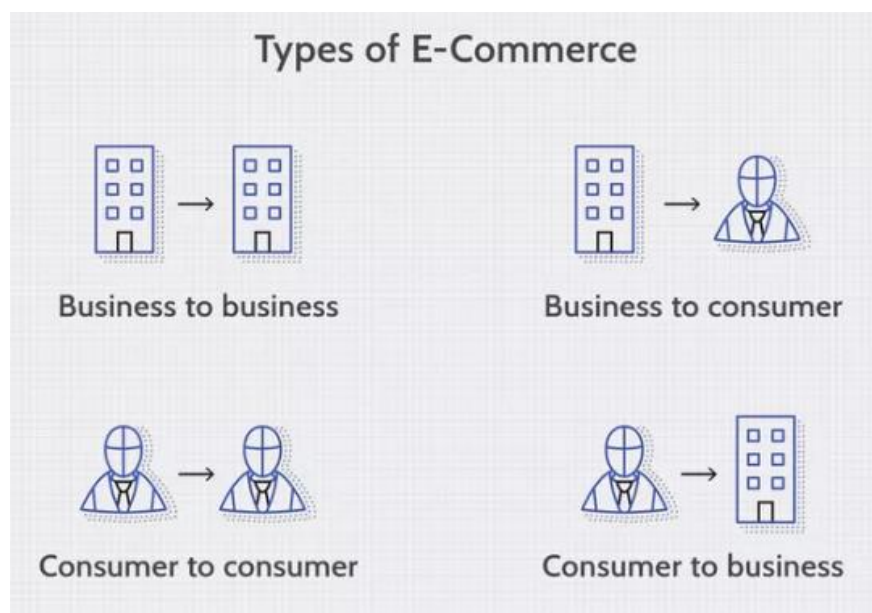 Types of E-Commerce
Business to business
Business to consumer
Consumer to consumer
Consumer to business